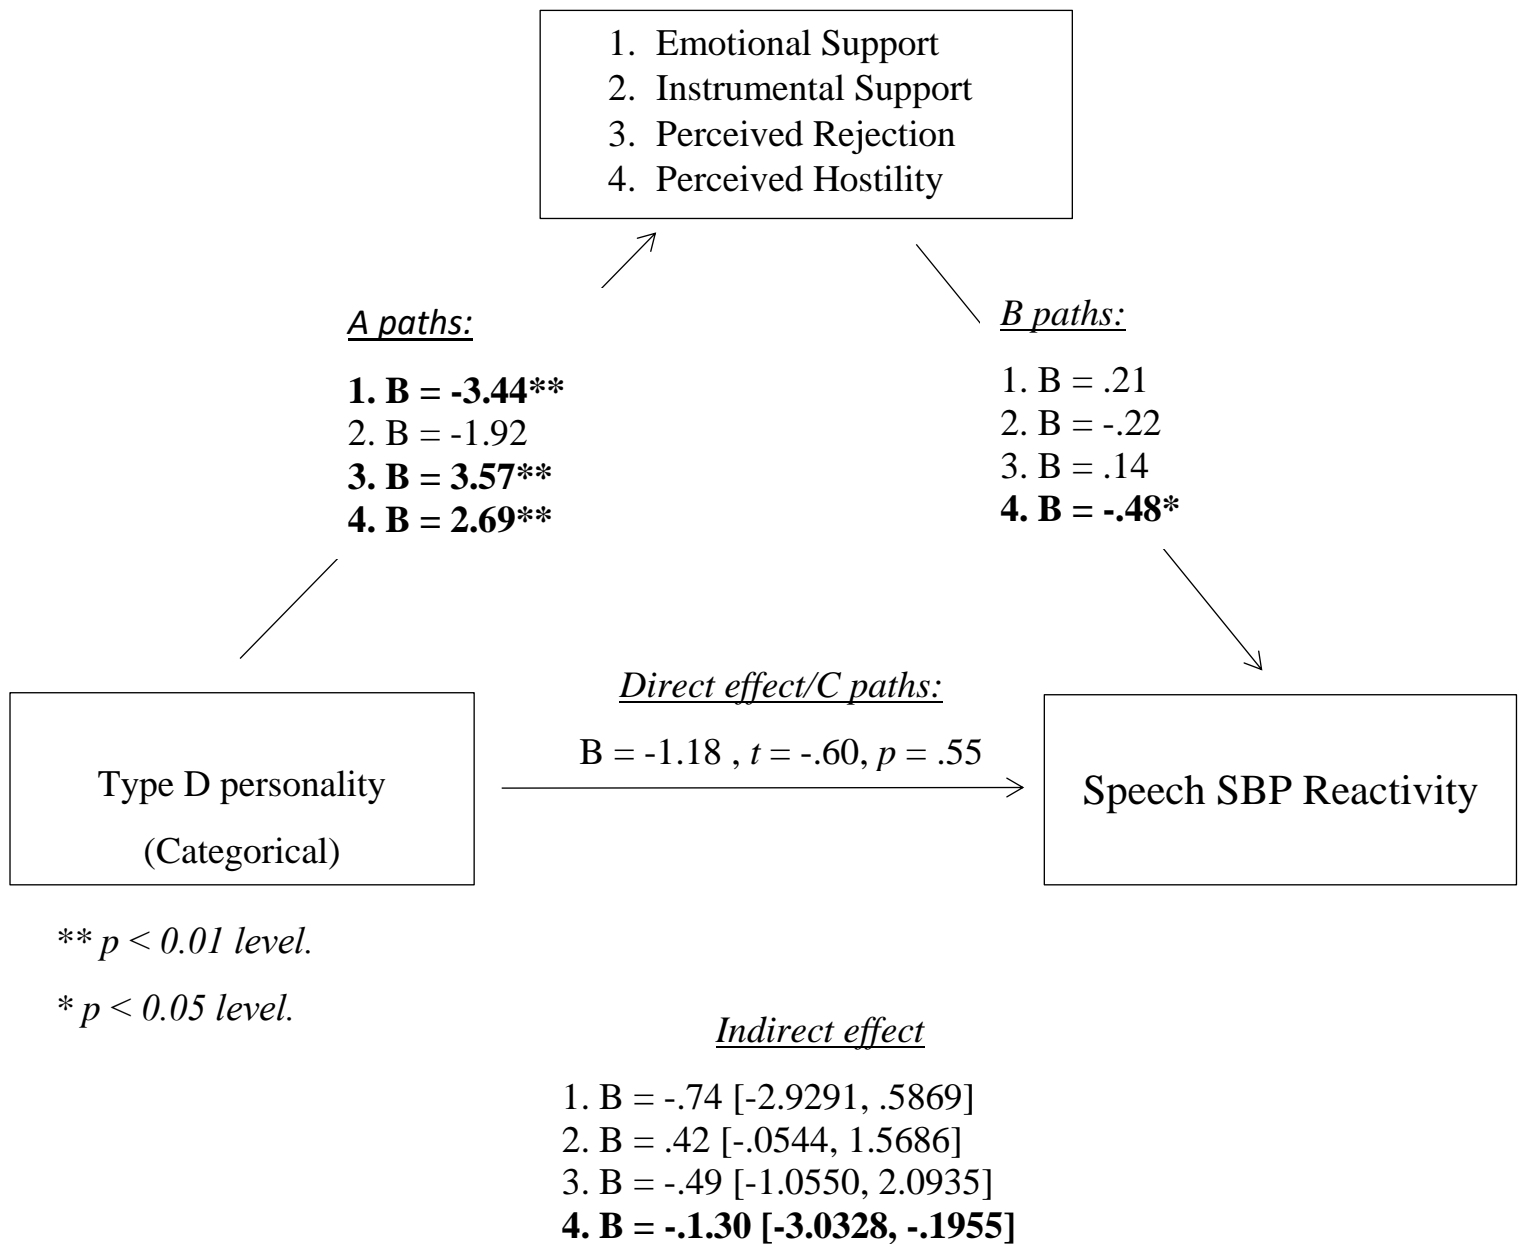 1. Emotional Support
2. Instrumental Support
3. Perceived Rejection
4. Perceived Hostility
A paths:
1. B = -3.44**
2. B = -1.92
3. B = 3.57**
4. B = 2.69**
B paths:
1. B = .21
2. B = -.22
3. B = .14
4. B = -.48*
Direct effect/C paths:
B = -1.18 , t = -.60, p = .55
Type D personality
(Categorical)
Speech SBP Reactivity
** p < 0.01 level.
* p < 0.05 level.
Indirect effect
1. B = -.74 [-2.9291, .5869]
2. B = .42 [-.0544, 1.5686]
3. B = -.49 [-1.0550, 2.0935]
4. B = -.1.30 [-3.0328, -.1955]